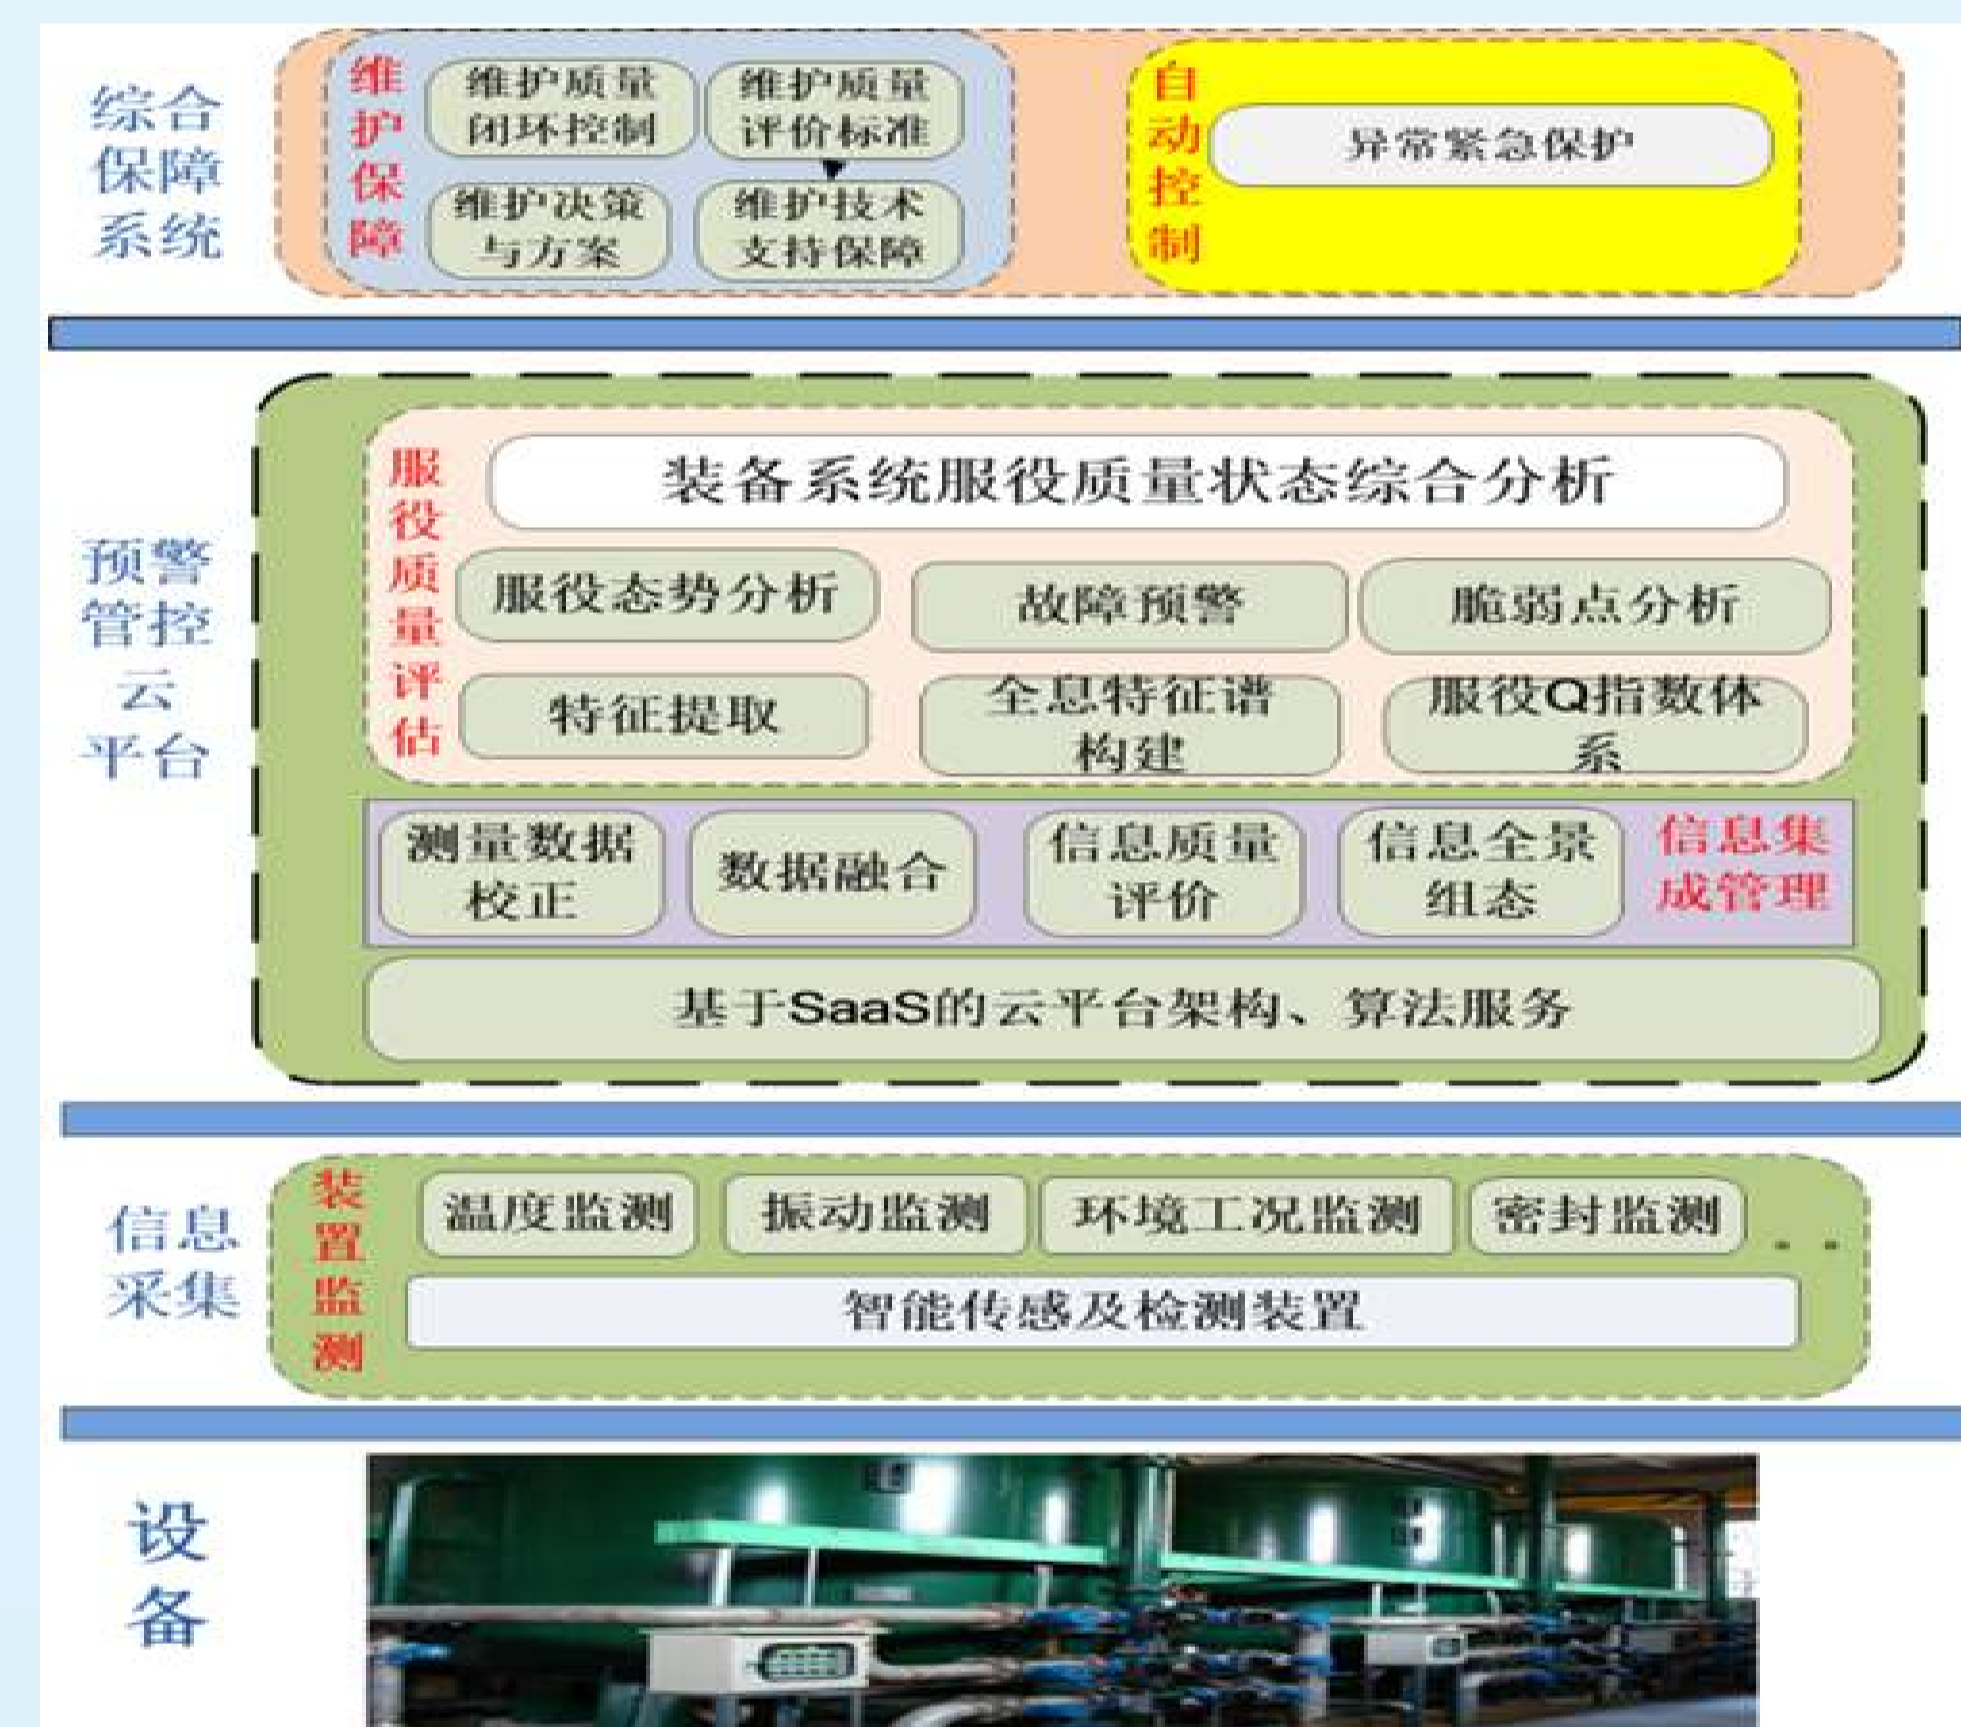 综合
保障
系统
维护保障
维护质量
闭环控制
维护质量
评价标准
维护决策
与方案
维护技术
支持保障
自动控制
异常紧急保护
预警
管控
云
平台
服役质量评估
装备系统服役质量状态综合分析
服役态势分析
故障预警
脆弱点分析
特征提取
全息特征谱
构建
服役Q指数体
系
测量数据
校正
数据融合
信息质量
评价
信息全景
组态
信息集
成管理
基于SaaS的云平台架构、算法服务
信息
采集
装置监测
温度监测
振动监测
环境工况监测
密封监测
. .
智能传感及检测装置
设
备